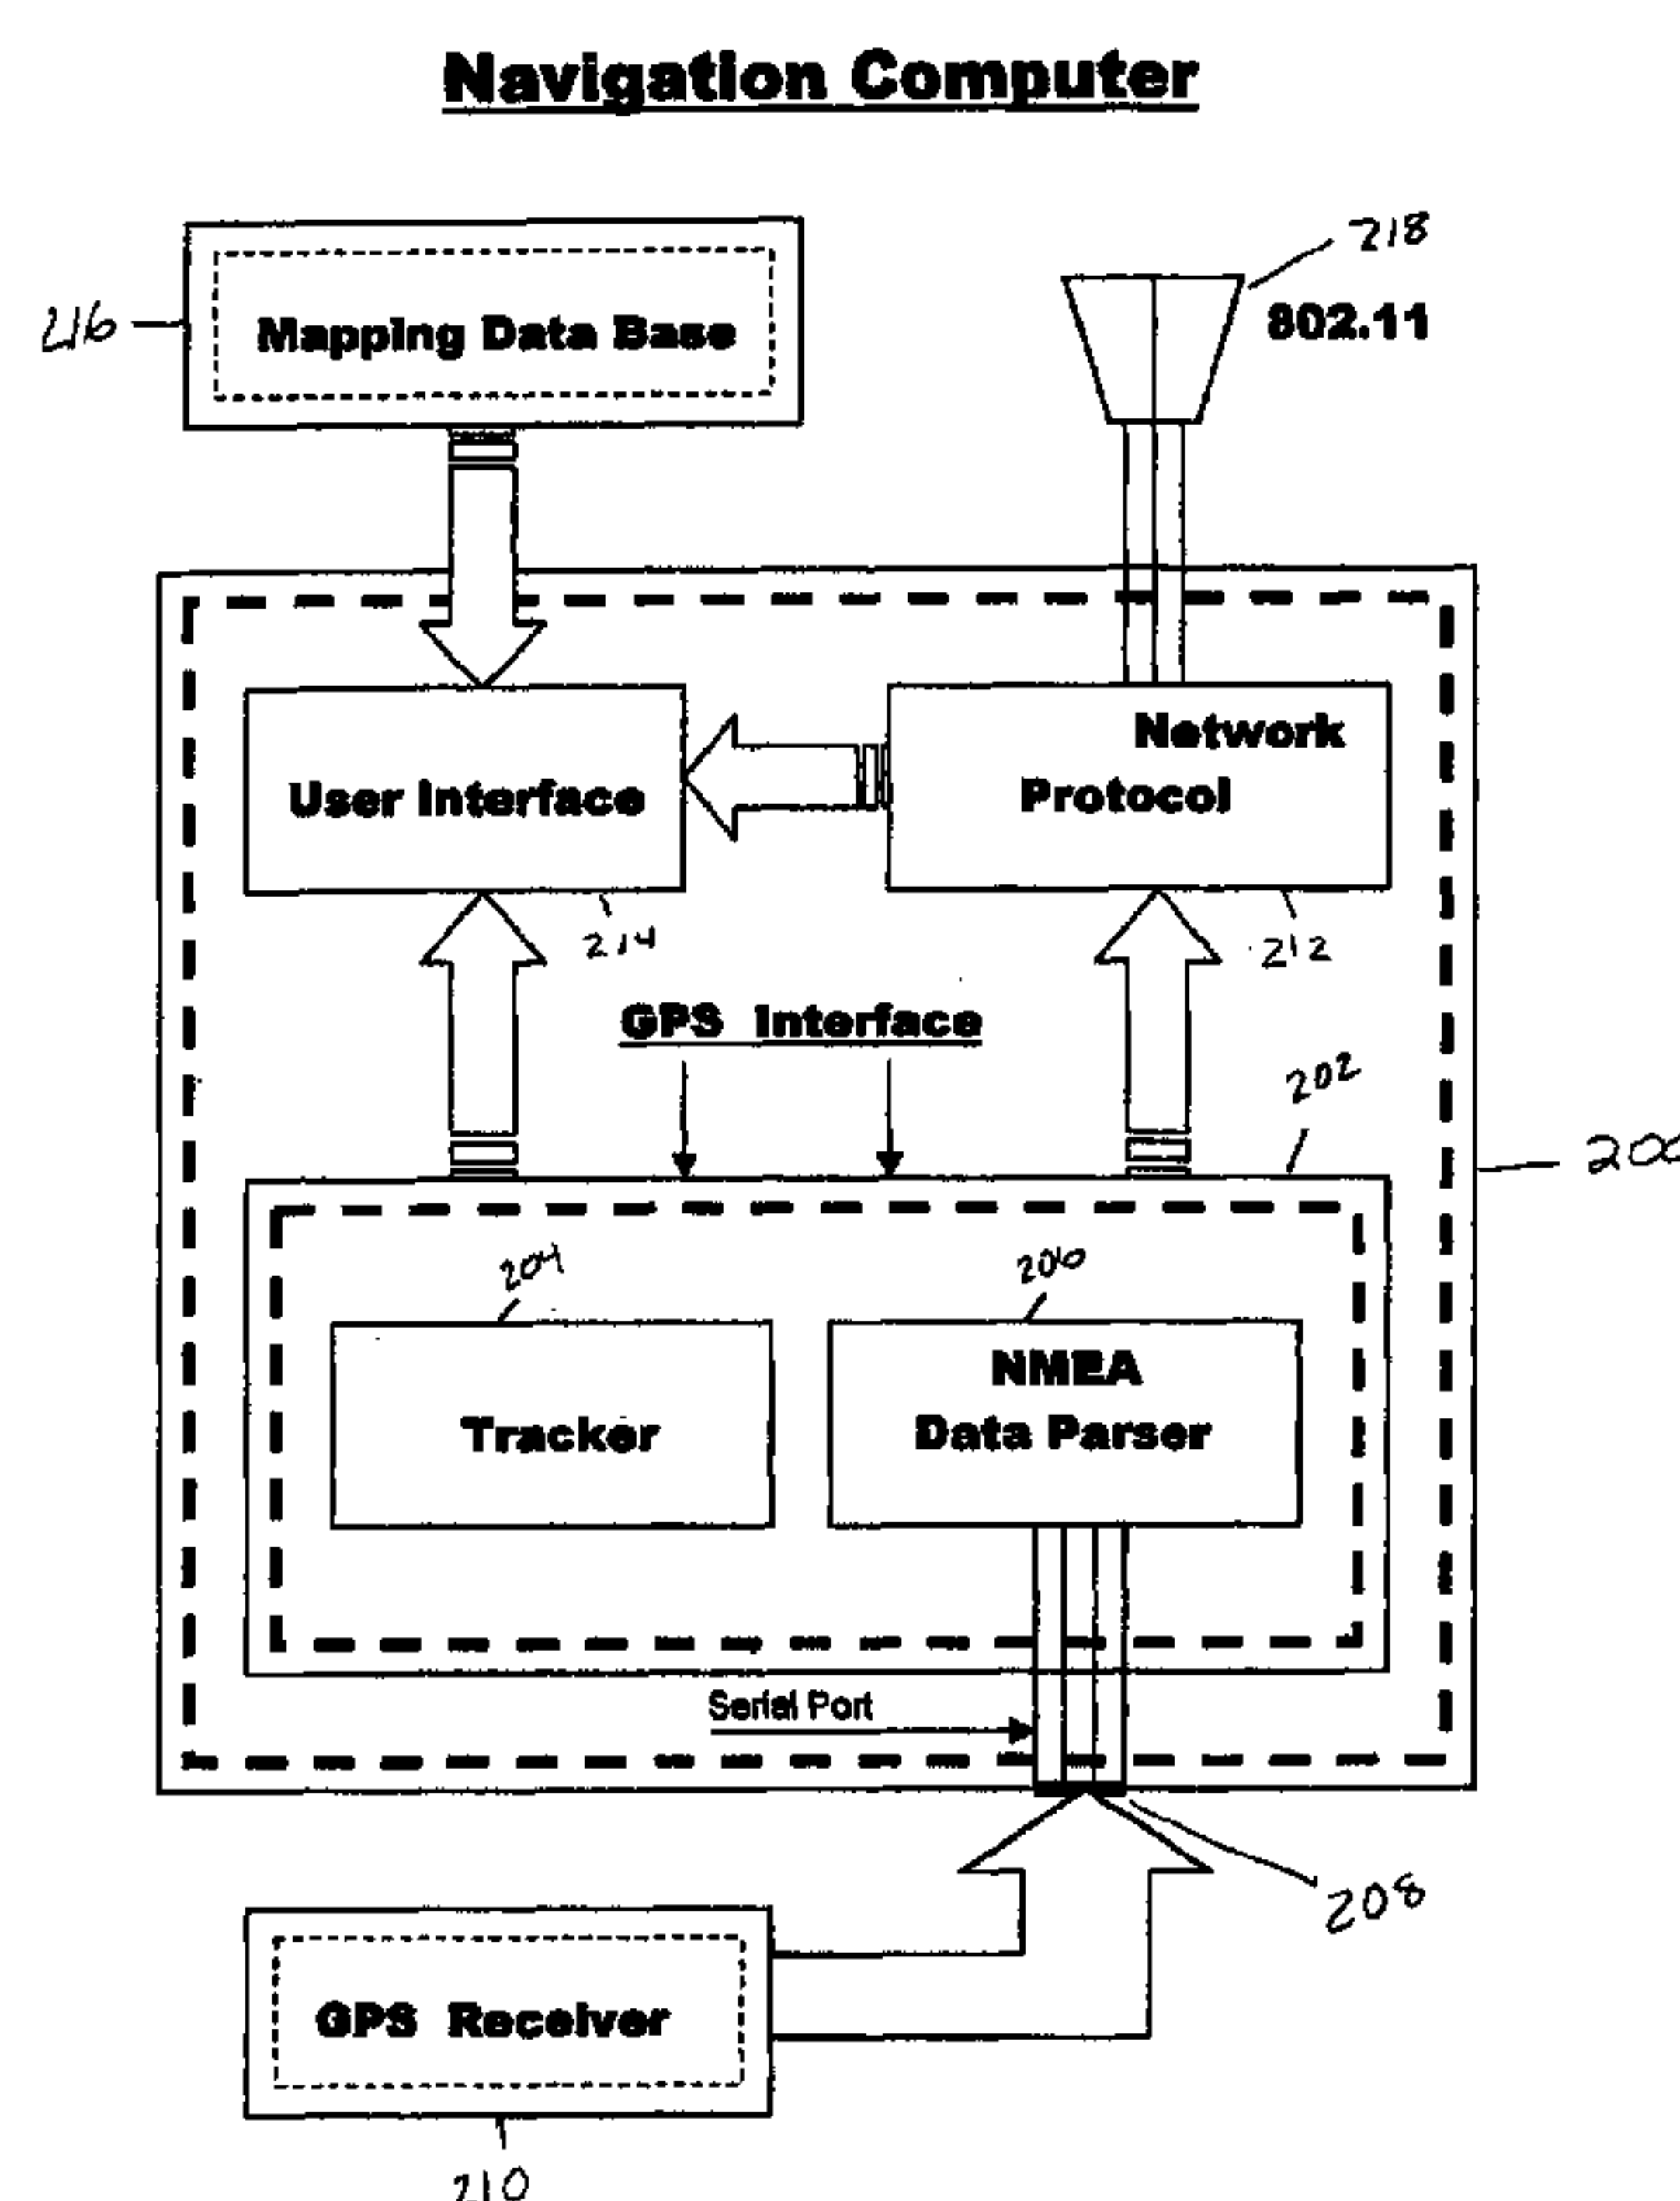 Navigation Computer
218
216
Mapping Data Base
802.11
Network
User Interface
Protocol
214
212
GPS Interface
202
204
206
NMEA
Tracker
Data Parser
Serial Port
208
GPS Receiver
210